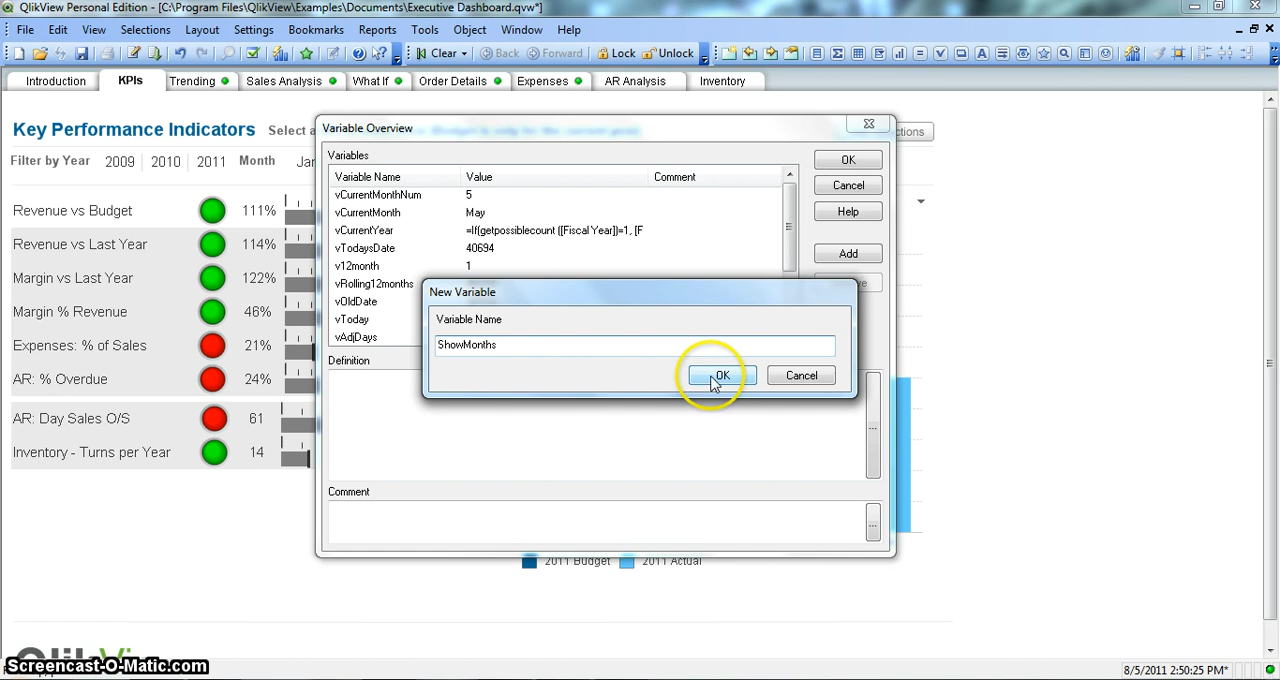 QlikView Personal Edition - [C:\Program Files\QlikView\Examples\Documents\Executive Dashboard.qvw*]
File Edit View Selections Layout Settings Bookmarks Reports Tools Object Window Help
Clear Back Forward Lock Unlock
Introduction KPIs Trending Sales Analysis What If Order Details Expenses AR Analysis Inventory
Key Performance Indicators Select a
Filter by Year 2009 2010 2011 Month Jan
Revenue vs Budget 111%
Revenue vs Last Year 114%
Margin vs Last Year 122%
Margin % Revenue 46%
Expenses: % of Sales 21%
AR: % Overdue 24%
AR: Day Sales O/S 61
Inventory - Turns per Year 14
Variable Overview
Variables
Variable Name Value Comment
vCurrentMonthNum 5
vCurrentMonth May
vCurrentYear =If(getpossiblecount ([Fiscal Year])=1, [F
vTodaysDate 40694
v12month 1
vRolling12months
vOldDate
vToday
vAdjDays
OK
Cancel
Help
Add
Definition
Comment
New Variable
Variable Name
ShowMonths
OK Cancel
2011 Budget 2011 Actual
Screencast-O-Matic.com
8/5/2011 2:50:25 PM*